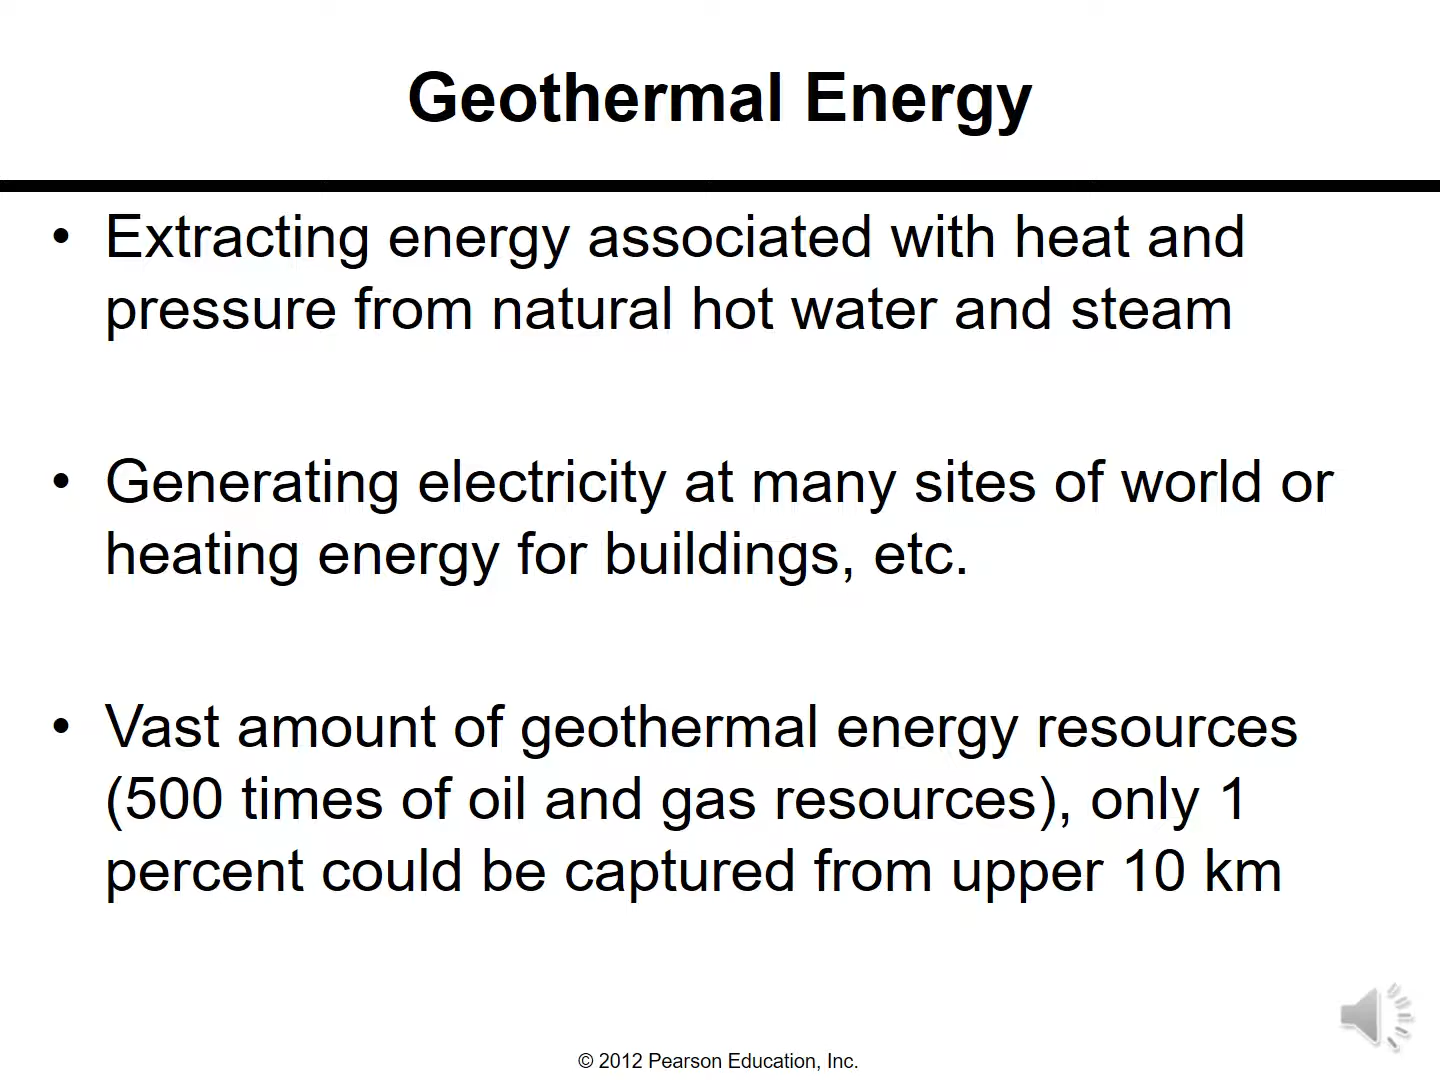 Geothermal Energy
• Extracting energy associated with heat and
pressure from natural hot water and steam
• Generating electricity at many sites of world or
heating energy for buildings, etc.
• Vast amount of geothermal energy resources
(500 times of oil and gas resources), only 1
percent could be captured from upper 10 km
© 2012 Pearson Education, Inc.